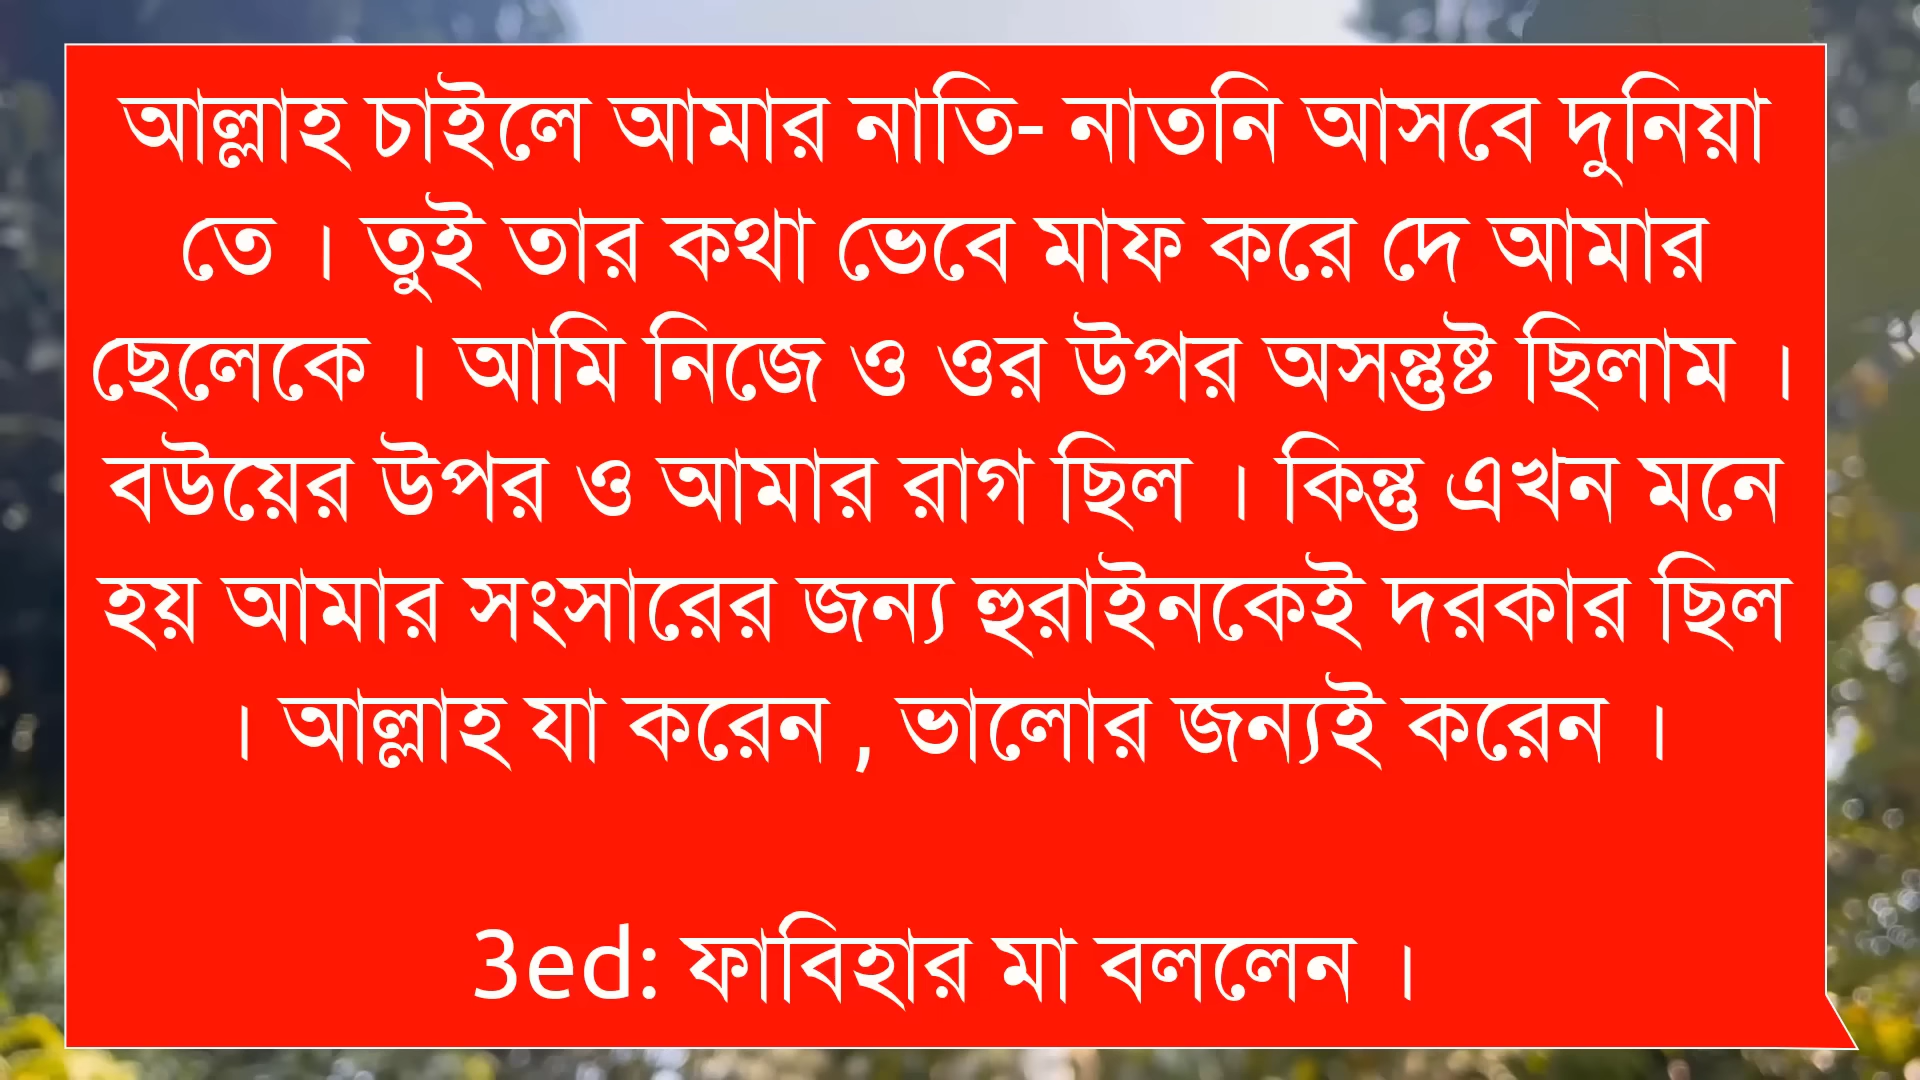 আল্লাহ চাইলে আমার নাতি- নাতনি আসবে দুনিয়া
তে । তুই তার কথা ভেবে মাফ করে দে আমার
ছেলেকে । আমি নিজে ও ওর উপর অসন্তুষ্ট ছিলাম ।
বউয়ের উপর ও আমার রাগ ছিল । কিন্তু এখন মনে
হয় আমার সংসারের জন্য হুরাইনকেই দরকার ছিল
। আল্লাহ যা করেন , ভালোর জন্যই করেন ।
3ed: ফাবিহার মা বললেন ।